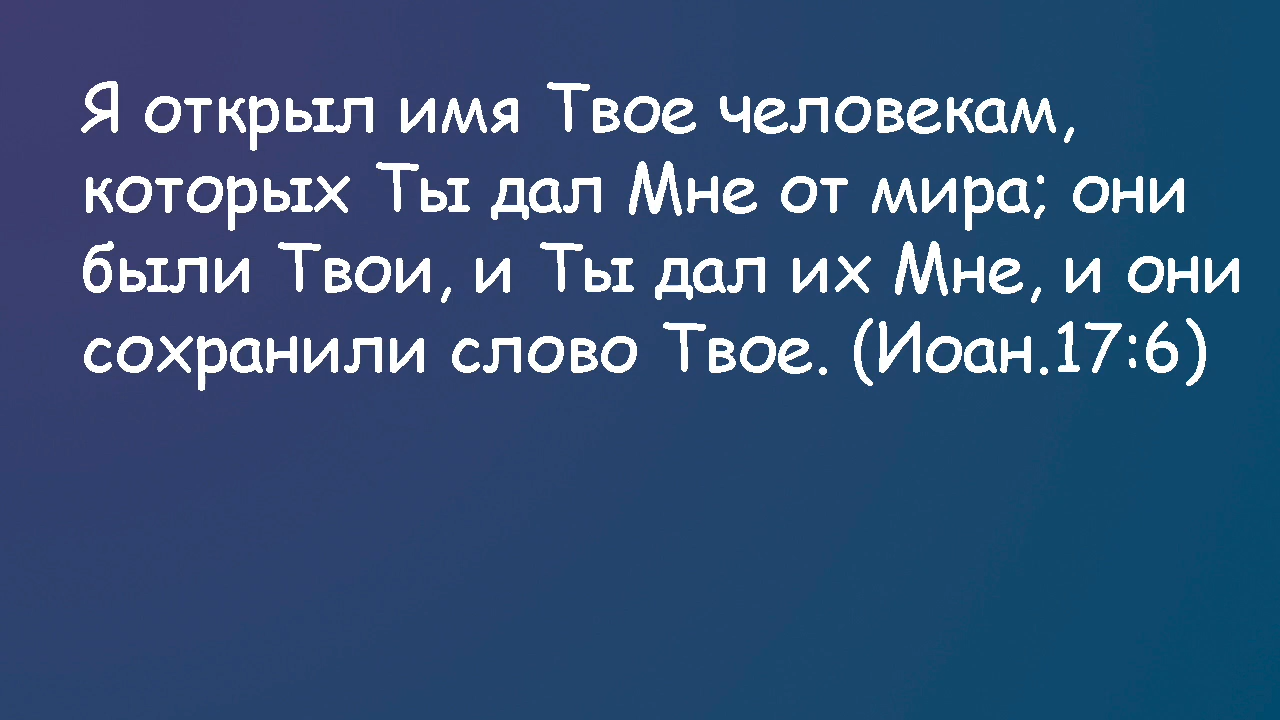 Я открыл имя Твое человекам,
которых Ты дал Мне от мира; они
были Твои, и Ты дал их Мне, и они
сохранили слово Твое. (Иоан.17:6)